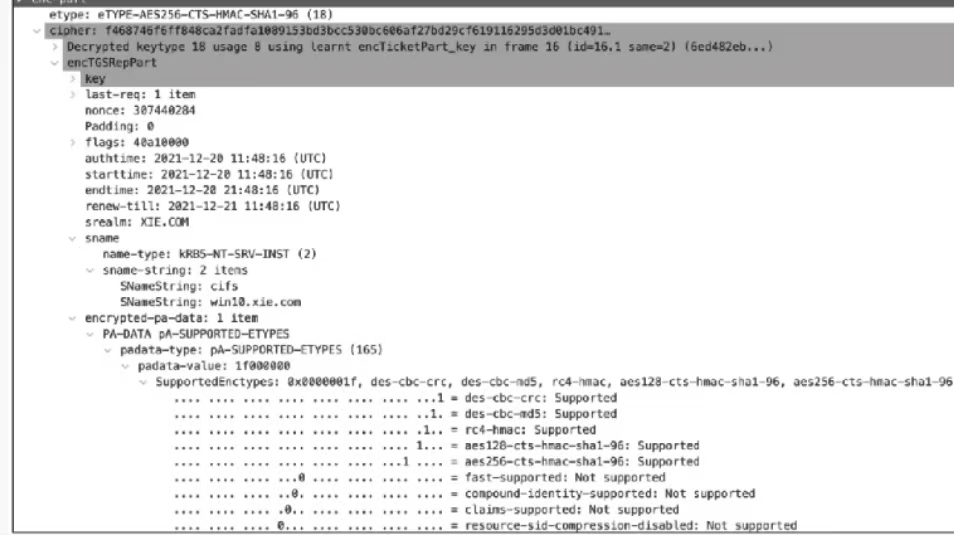 enc-part
etype: eTYPE-AES256-CTS-HMAC-SHA1-96 (18)
cipher: f468746f6ff848ca2fadfa1089153bd3bcc530bc606af27bd29cf619116295d3d01bc491…
Decrypted keytype 18 usage 8 using learnt encTicketPart_key in frame 16 (id=16.1 same=2) (6ed482eb...)
encTGSRepPart
key
last-req: 1 item
nonce: 307440284
Padding: 0
flags: 40a10000
authtime: 2021-12-20 11:48:16 (UTC)
starttime: 2021-12-20 11:48:16 (UTC)
endtime: 2021-12-20 21:48:16 (UTC)
renew-till: 2021-12-21 11:48:16 (UTC)
srealm: XIE.COM
sname
name-type: kRB5-NT-SRV-INST (2)
sname-string: 2 items
SNameString: cifs
SNameString: win10.xie.com
encrypted-pa-data: 1 item
PA-DATA pA-SUPPORTED-ETYPES
padata-type: pA-SUPPORTED-ETYPES (165)
padata-value: 1f000000
SupportedEnctypes: 0x0000001f, des-cbc-crc, des-cbc-md5, rc4-hmac, aes128-cts-hmac-sha1-96, aes256-cts-hmac-sha1-96
.... .... .... .... .... .... .... ...1 = des-cbc-crc: Supported
.... .... .... .... .... .... .... ..1. = des-cbc-md5: Supported
.... .... .... .... .... .... .... .1.. = rc4-hmac: Supported
.... .... .... .... .... .... .... 1... = aes128-cts-hmac-sha1-96: Supported
.... .... .... .... .... .... ...1 .... = aes256-cts-hmac-sha1-96: Supported
.... .... .... ...0 .... .... .... .... = fast-supported: Not supported
.... .... .... ..0. .... .... .... .... = compound-identity-supported: Not supported
.... .... .... .0.. .... .... .... .... = claims-supported: Not supported
.... .... .... 0... .... .... .... .... = resource-sid-compression-disabled: Not supported